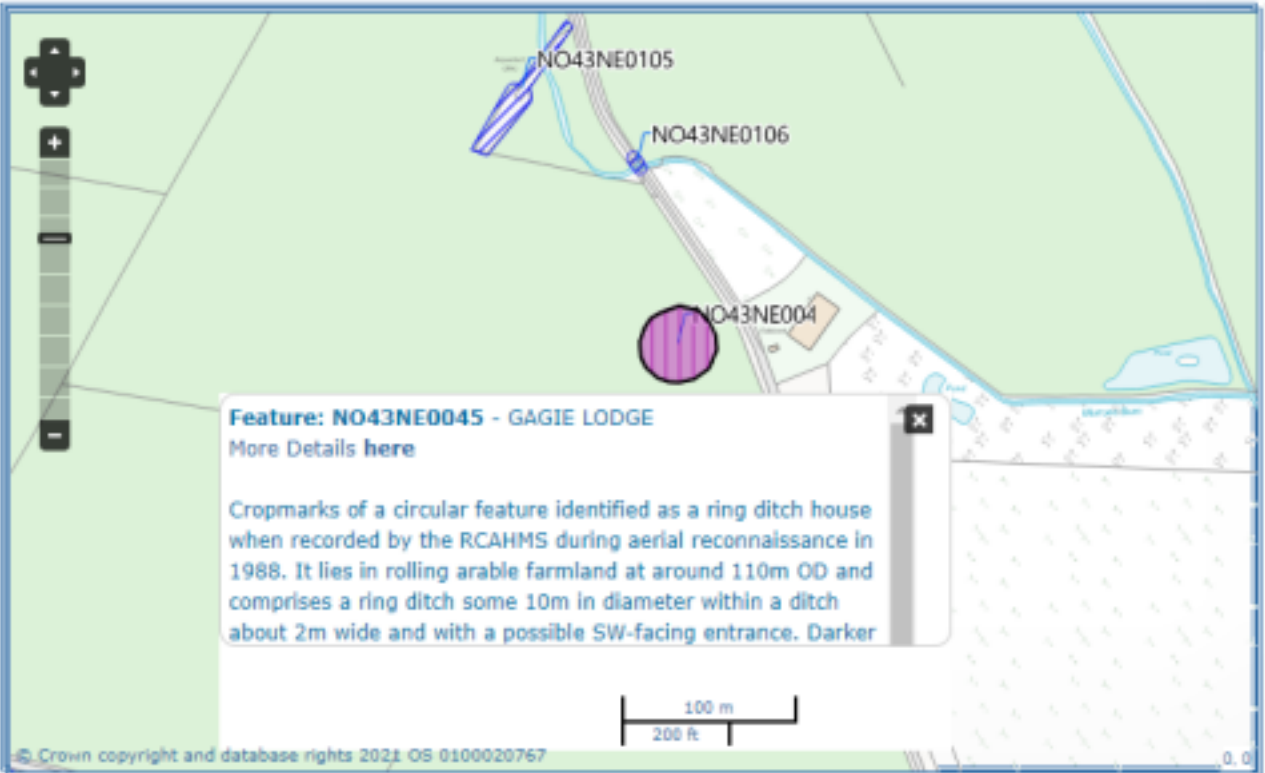 NO43NE0105
NO43NE0106
NO43NE004
Feature: NO43NE0045 - GAGIE LODGE
More Details here
Cropmarks of a circular feature identified as a ring ditch house
when recorded by the RCAHMS during aerial reconnaissance in
1988. It lies in rolling arable farmland at around 110m OD and
comprises a ring ditch some 10m in diameter within a ditch
about 2m wide and with a possible SW-facing entrance. Darker
100 m
200 ft
© Crown copyright and database rights 2021 OS 0100020767
0, 0